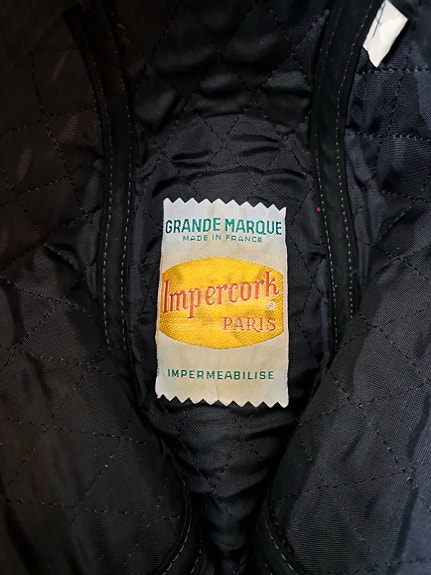 GRANDE MARQUE
MADE IN FRANCE
Impercork
®
PARIS
IMPERMEABILISE